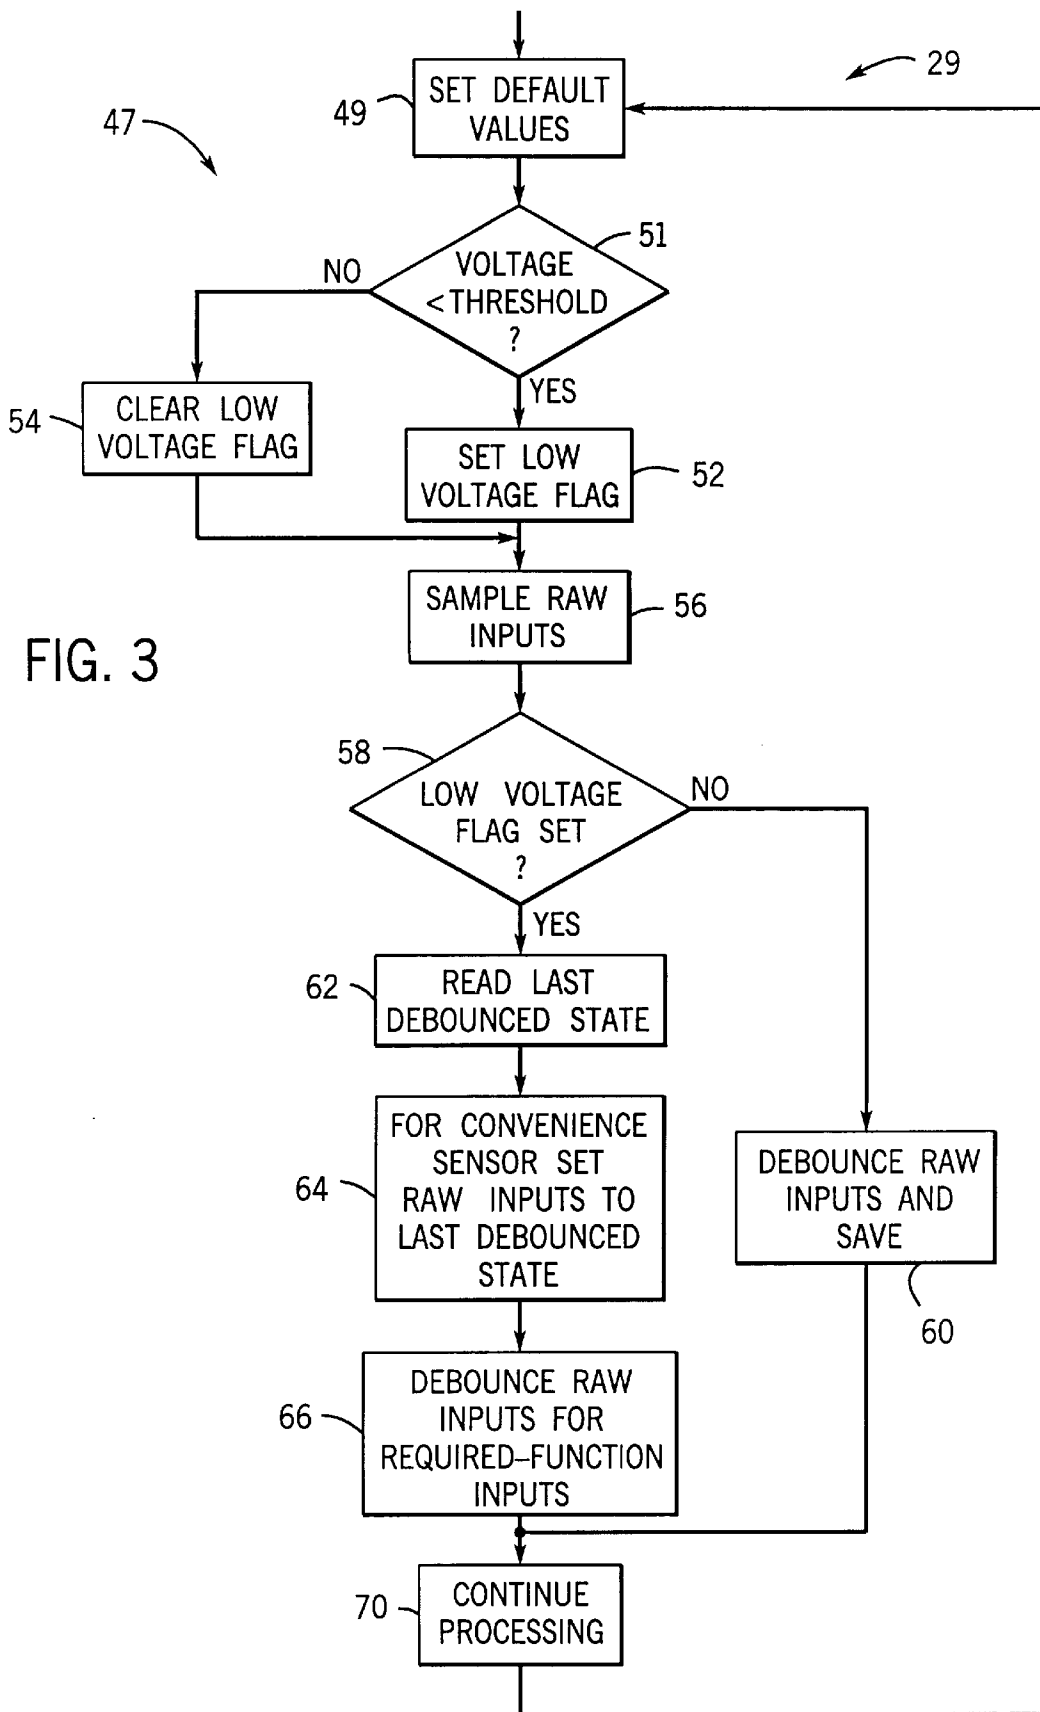 29
SET DEFAULT
VALUES
49
47
51
VOLTAGE
< THRESHOLD
?
NO
YES
CLEAR LOW
VOLTAGE FLAG
54
SET LOW
VOLTAGE FLAG
52
SAMPLE RAW
INPUTS
56
FIG. 3
58
LOW VOLTAGE
FLAG SET
?
NO
YES
62
READ LAST
DEBOUNCED STATE
64
FOR CONVENIENCE
SENSOR SET
RAW INPUTS TO
LAST DEBOUNCED
STATE
DEBOUNCE RAW
INPUTS AND
SAVE
60
66
DEBOUNCE RAW
INPUTS FOR
REQUIRED–FUNCTION
INPUTS
70
CONTINUE
PROCESSING